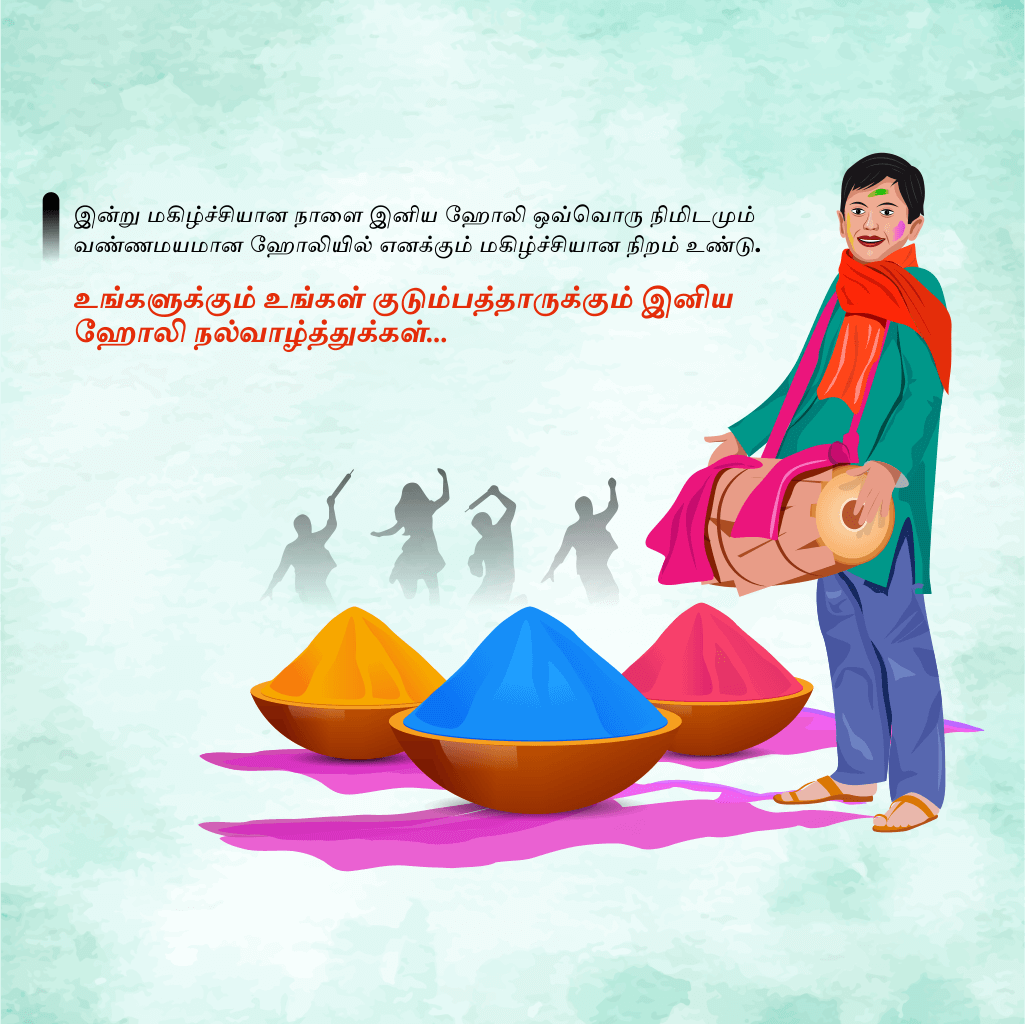 இன்று மகிழ்ச்சியான நாளை இனிய ஹோலி ஒவ்வொரு நிமிடமும்
வண்ணமயமான ஹோலியில் எனக்கும் மகிழ்ச்சியான நிறம் உண்டு.
உங்களுக்கும் உங்கள் குடும்பத்தாருக்கும் இனிய
ஹோலி நல்வாழ்த்துக்கள்...